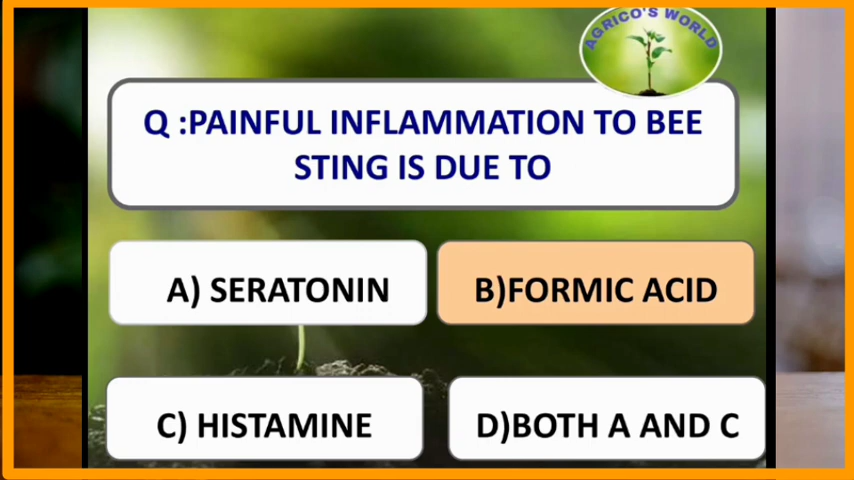 AGRICO'S WORLD
Q :PAINFUL INFLAMMATION TO BEE
STING IS DUE TO
A) SERATONIN
B)FORMIC ACID
C) HISTAMINE
D)BOTH A AND C